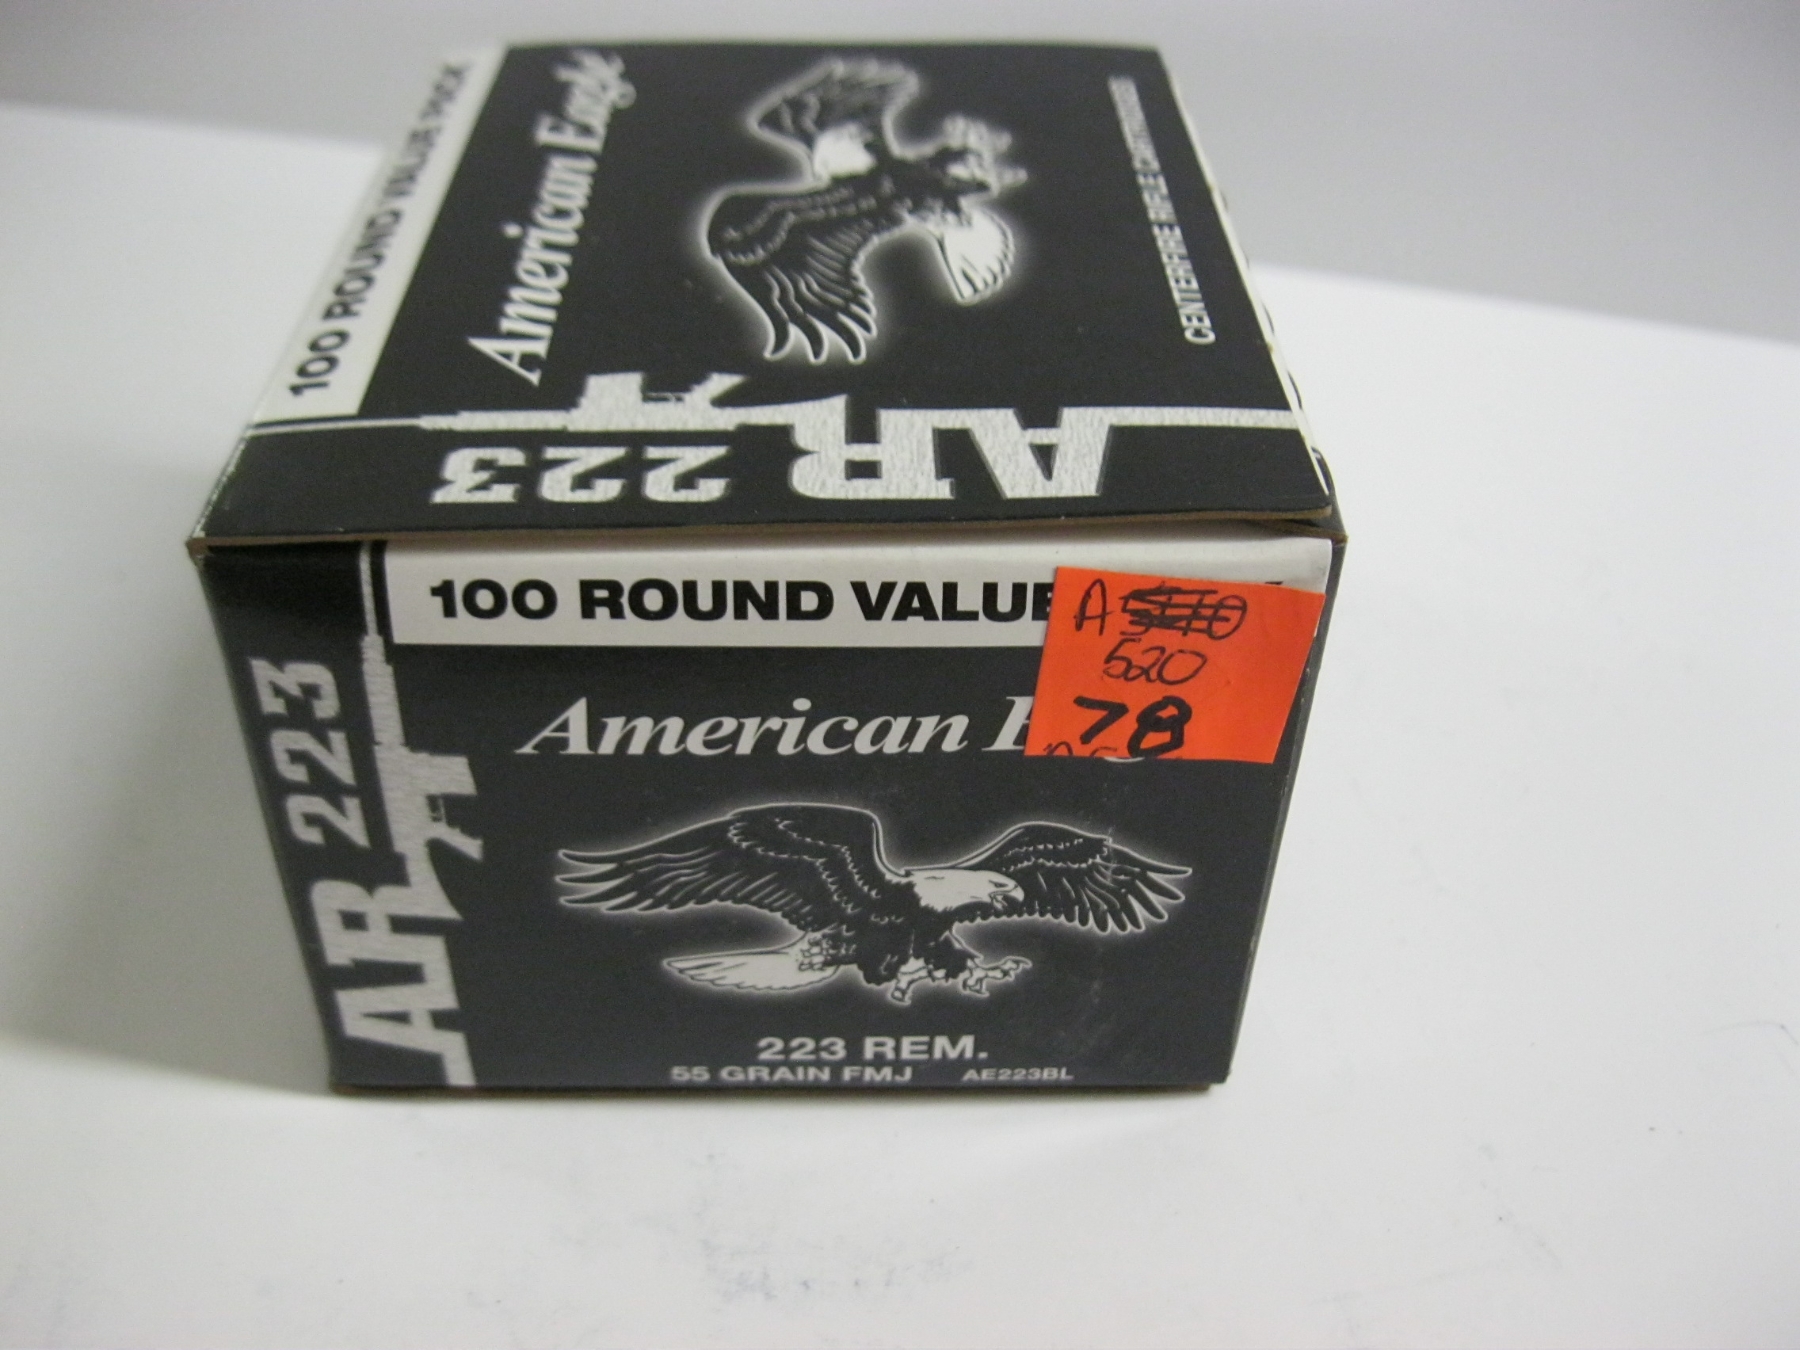 100 ROUND VALUE PACK
American Eagle
CENTERFIRE RIFLE CARTRIDGES
AR 223
100 ROUND VALUE
A
520
78
American E
AR 223
223 REM.
55 GRAIN FMJ AE223BL